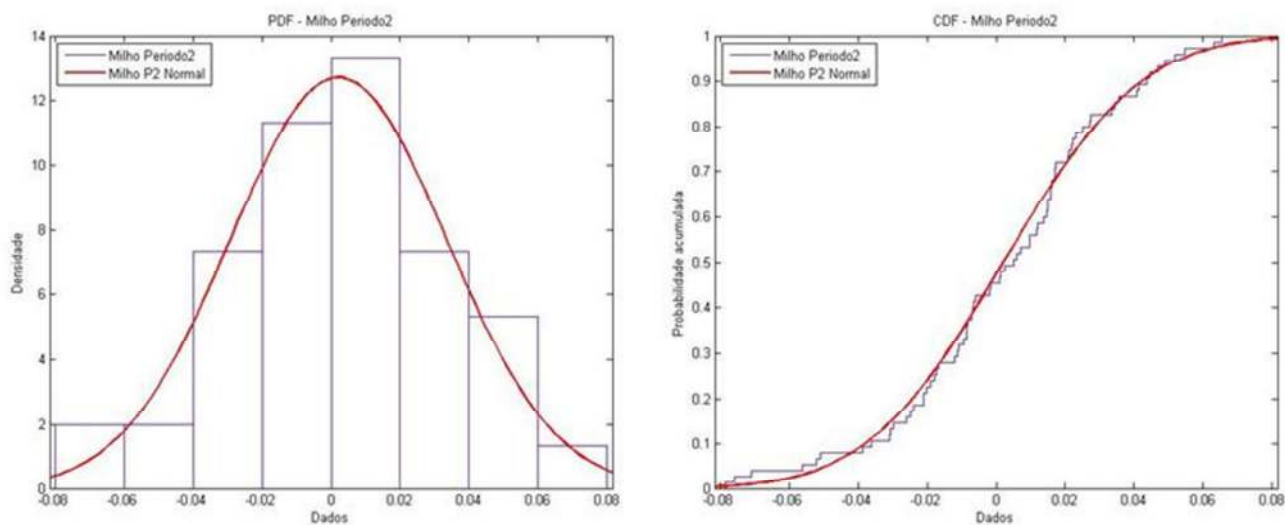 PDF - Milho Periodo2
14
12
10
8
6
4
2
0
Densidade
Milho Periodo2
Milho P2 Normal
-0.08 -0.06 -0.04 -0.02 0 0.02 0.04 0.06 0.08
Dados
CDF - Milho Periodo2
1
0.9
0.8
0.7
0.6
0.5
0.4
0.3
0.2
0.1
0
Probabilidade acumulada
Milho Periodo2
Milho P2 Normal
-0.08 -0.06 -0.04 -0.02 0 0.02 0.04 0.06 0.08
Dados